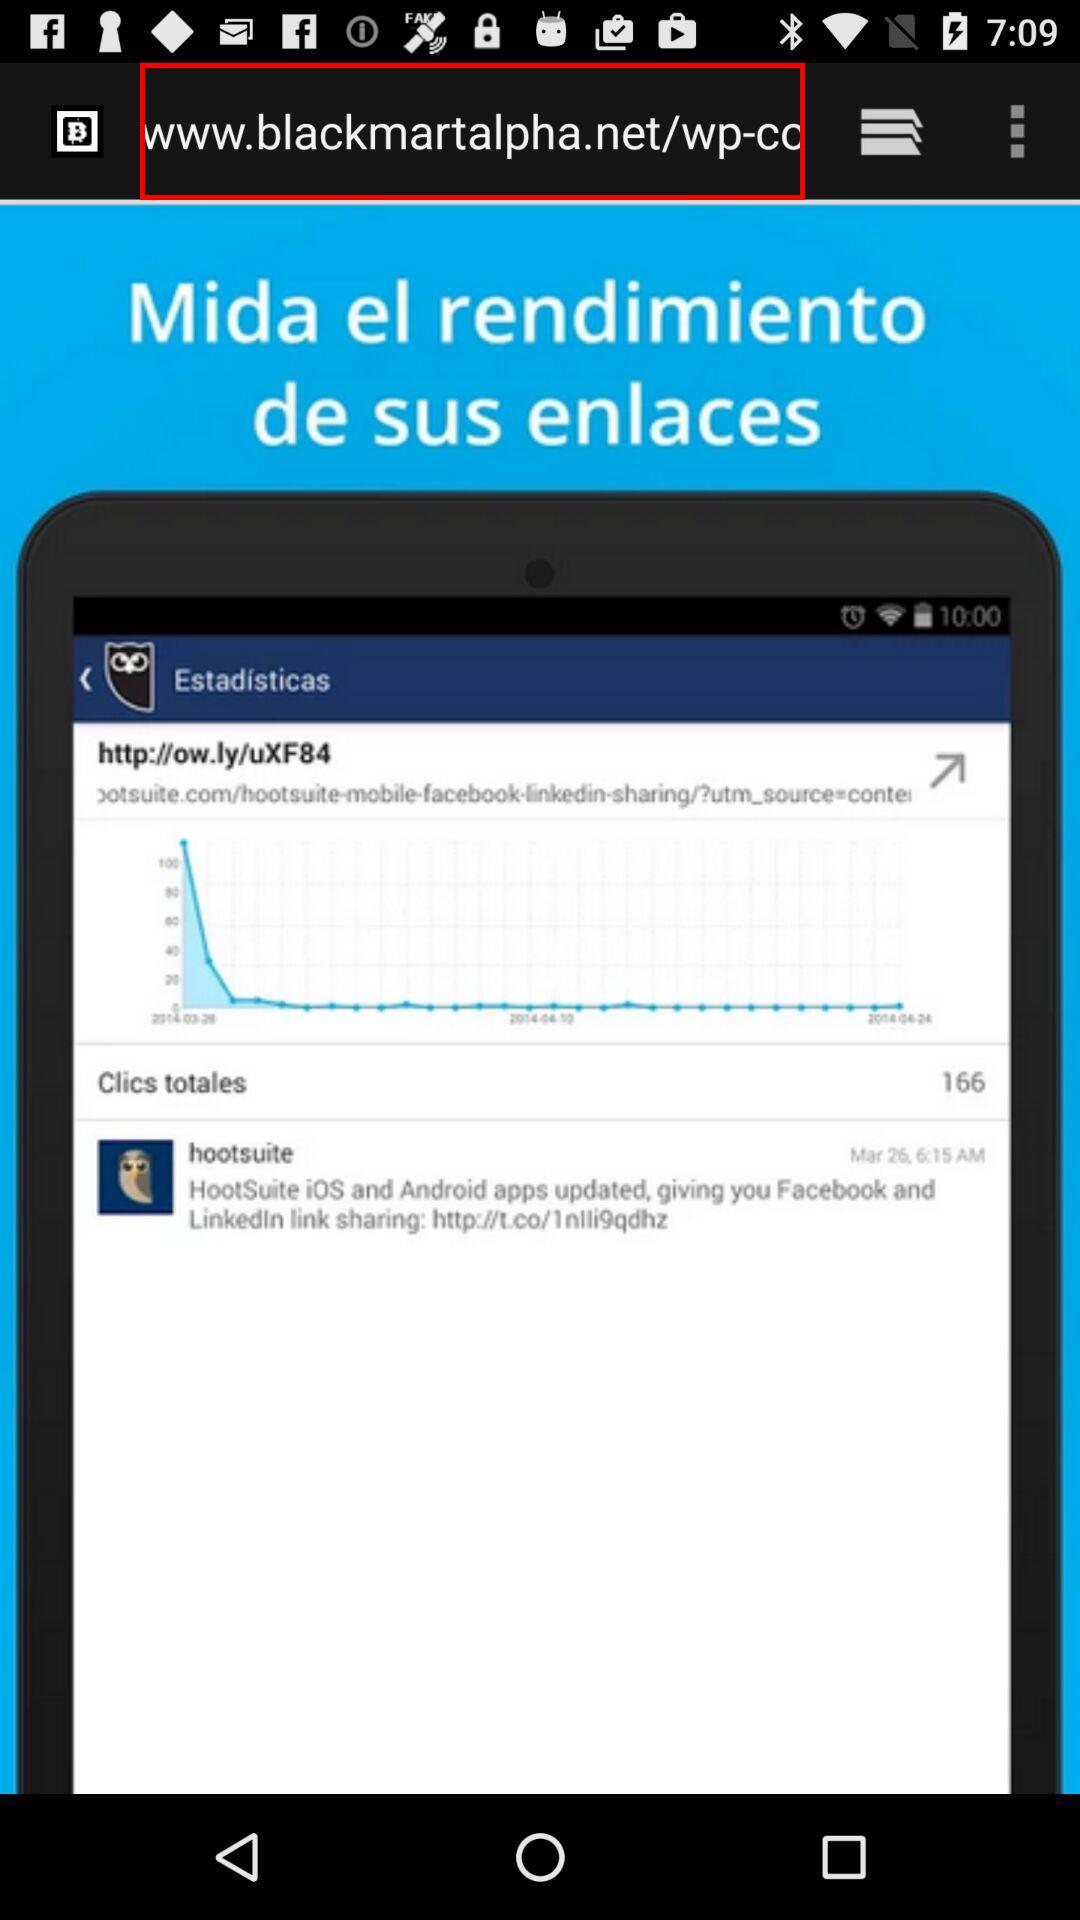 FAKE
7:09
www.blackmartalpha.net/wp-co
Mida el rendimiento
de sus enlaces
10:00
Estadísticas
http://ow.ly/uXF84
ootsuite.com/hootsuite-mobile-facebook-linkedin-sharing/?utm_source=conter
100
80
60
40
20
0
2014-03-28 2014-04-10 2014-04-24
Clics totales 166
hootsuite Mar 26, 6:15 AM
HootSuite iOS and Android apps updated, giving you Facebook and
LinkedIn link sharing: http://t.co/1nIli9qdhz